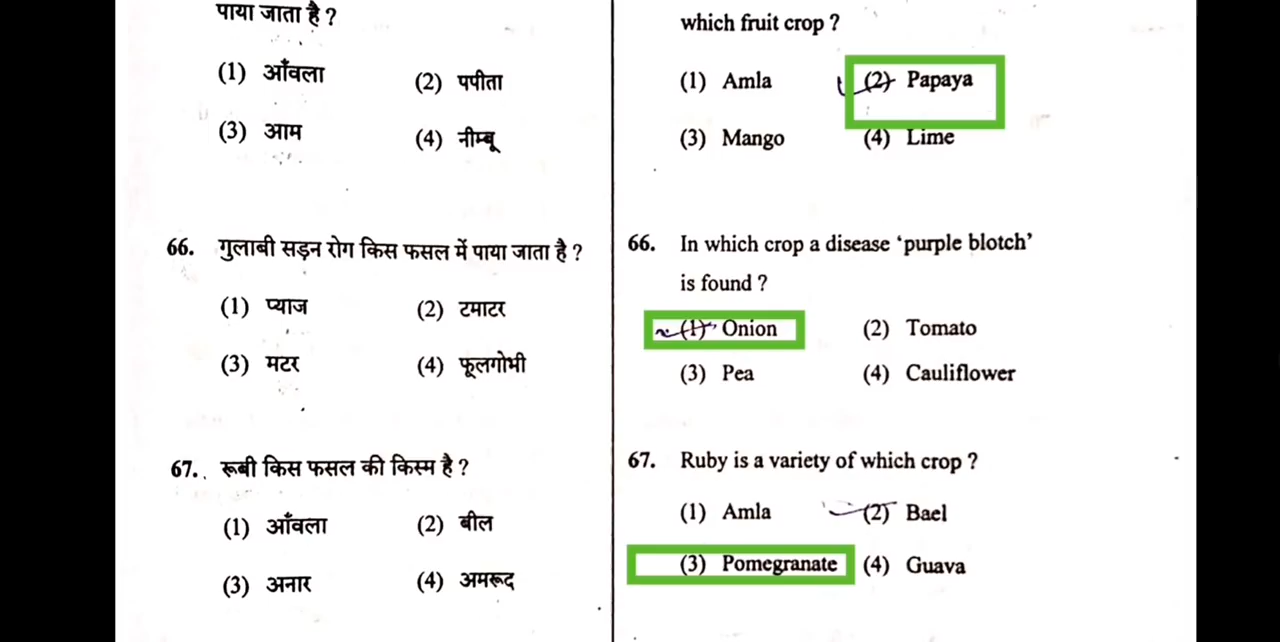 पाया जाता है ?
(1) आँवला (2) पपीता
(3) आम (4) नीम्बू
66. गुलाबी सड़न रोग किस फसल में पाया जाता है ?
(1) प्याज (2) टमाटर
(3) मटर (4) फूलगोभी
67. रूबी किस फसल की किस्म है ?
(1) आँवला (2) बील
(3) अनार (4) अमरूद
which fruit crop ?
(1) Amla (2) Papaya
(3) Mango (4) Lime
66. In which crop a disease ‘purple blotch’
is found ?
(1) Onion (2) Tomato
(3) Pea (4) Cauliflower
67. Ruby is a variety of which crop ?
(1) Amla (2) Bael
(3) Pomegranate (4) Guava